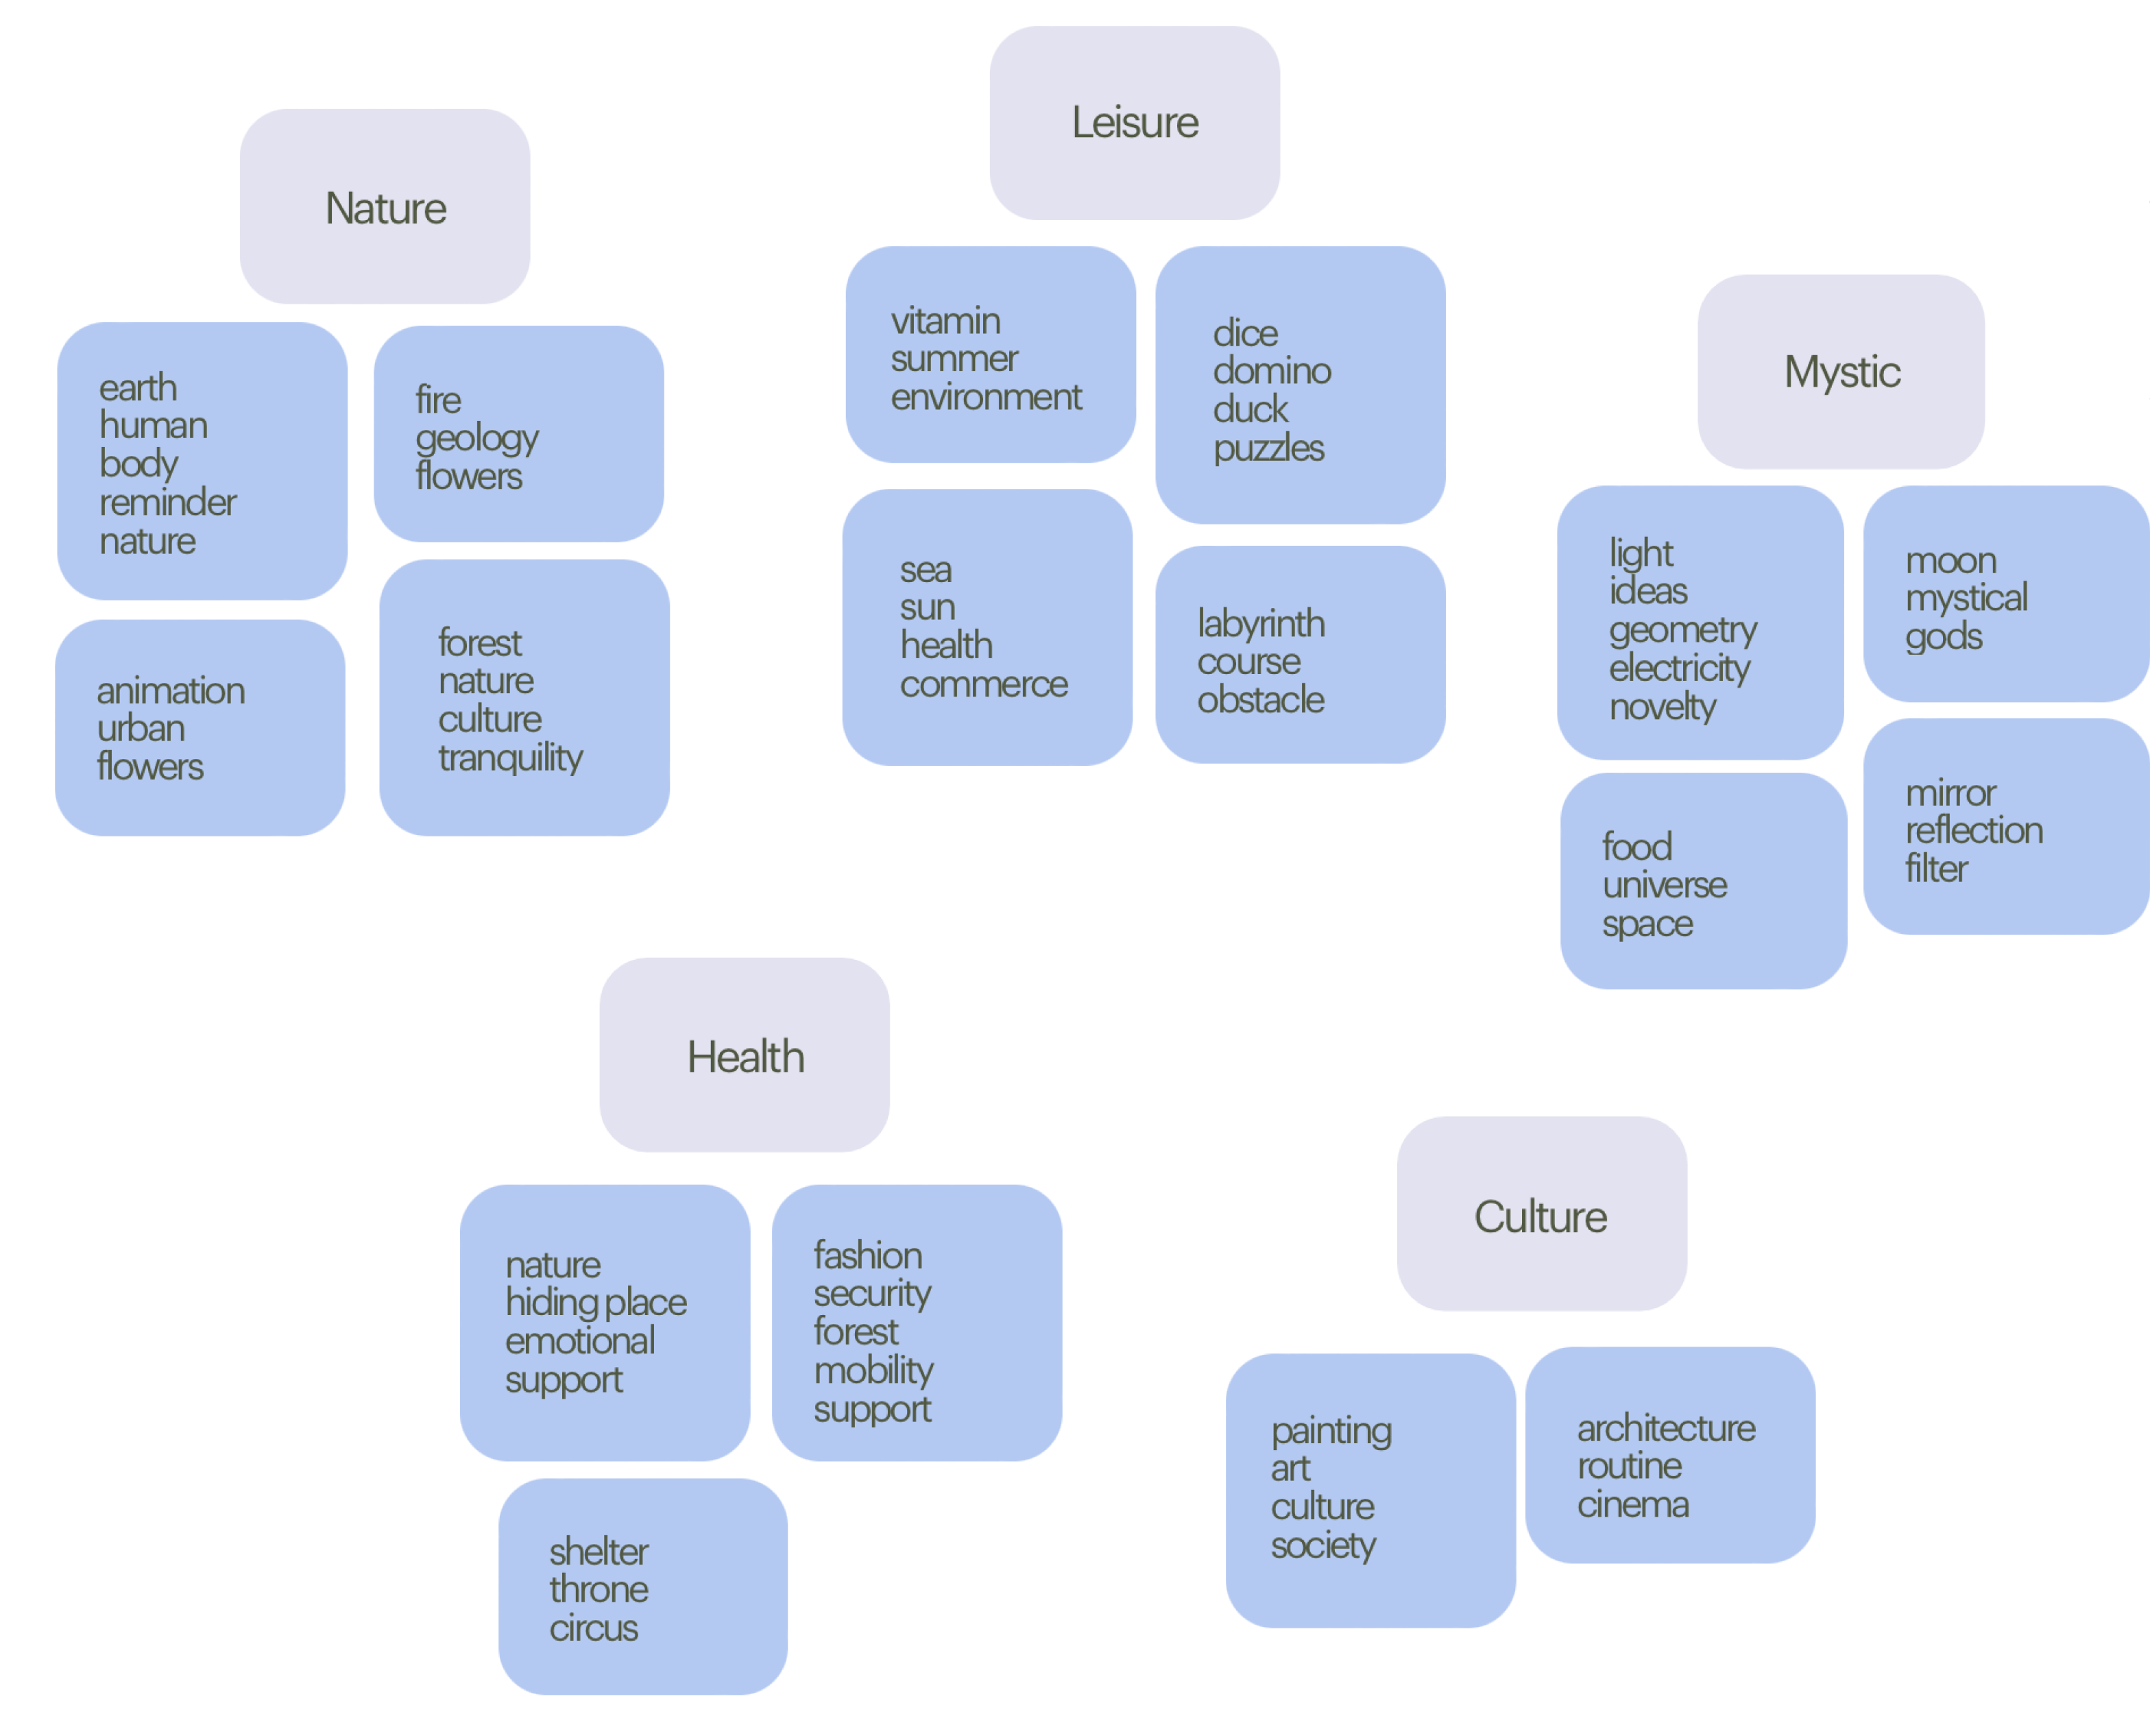 Nature
earth
human
body
reminder
nature
fire
geology
flowers
animation
urban
flowers
forest
nature
culture
tranquility
Leisure
vitamin
summer
environment
dice
domino
duck
puzzles
sea
sun
health
commerce
labyrinth
course
obstacle
Mystic
light
ideas
geometry
electricity
novelty
moon
mystical
gods
food
universe
space
mirror
reflection
filter
Health
nature
hiding place
emotional
support
fashion
security
forest
mobility
support
shelter
throne
circus
Culture
painting
art
culture
society
architecture
routine
cinema